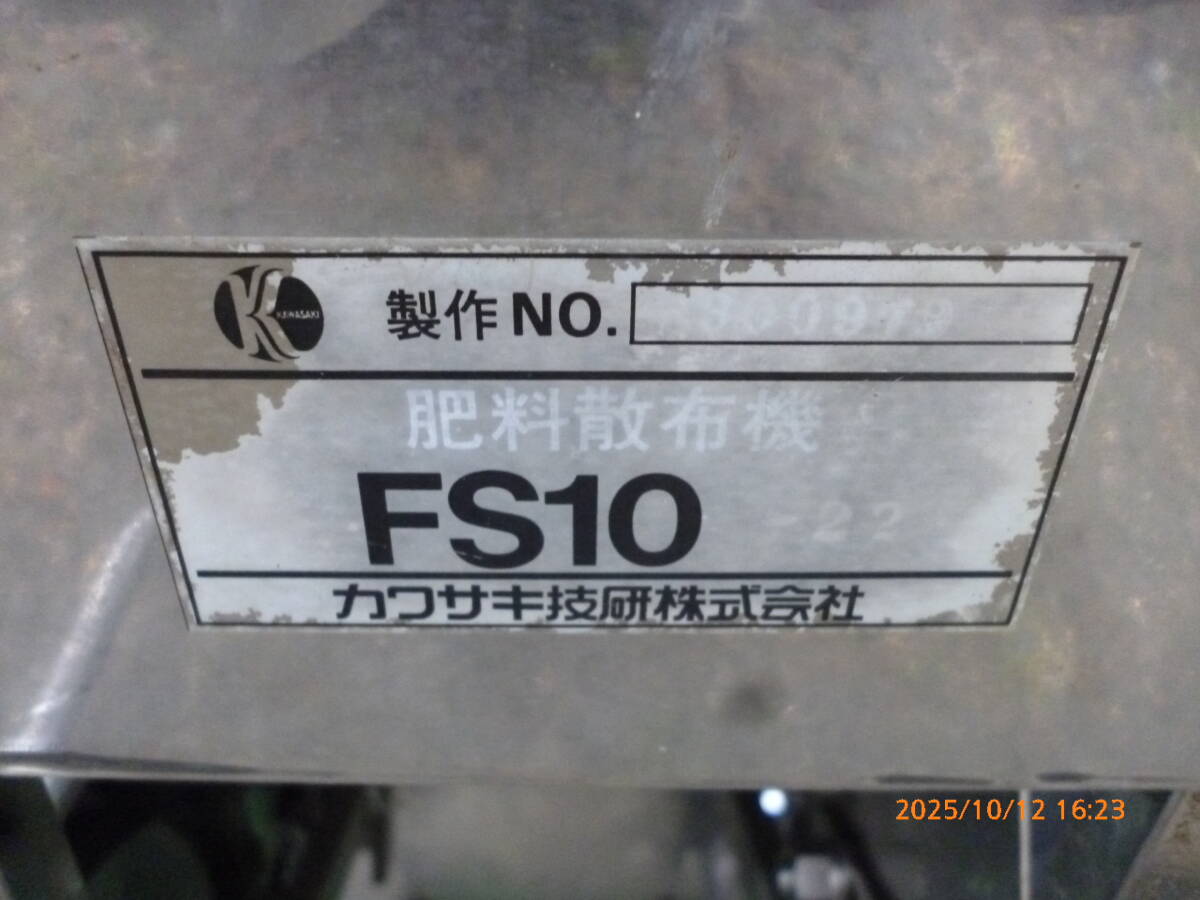 K KAWASAKI
製作NO.
肥料散布機
FS10 -22
カワサキ技研株式会社
2025/10/12 16:23